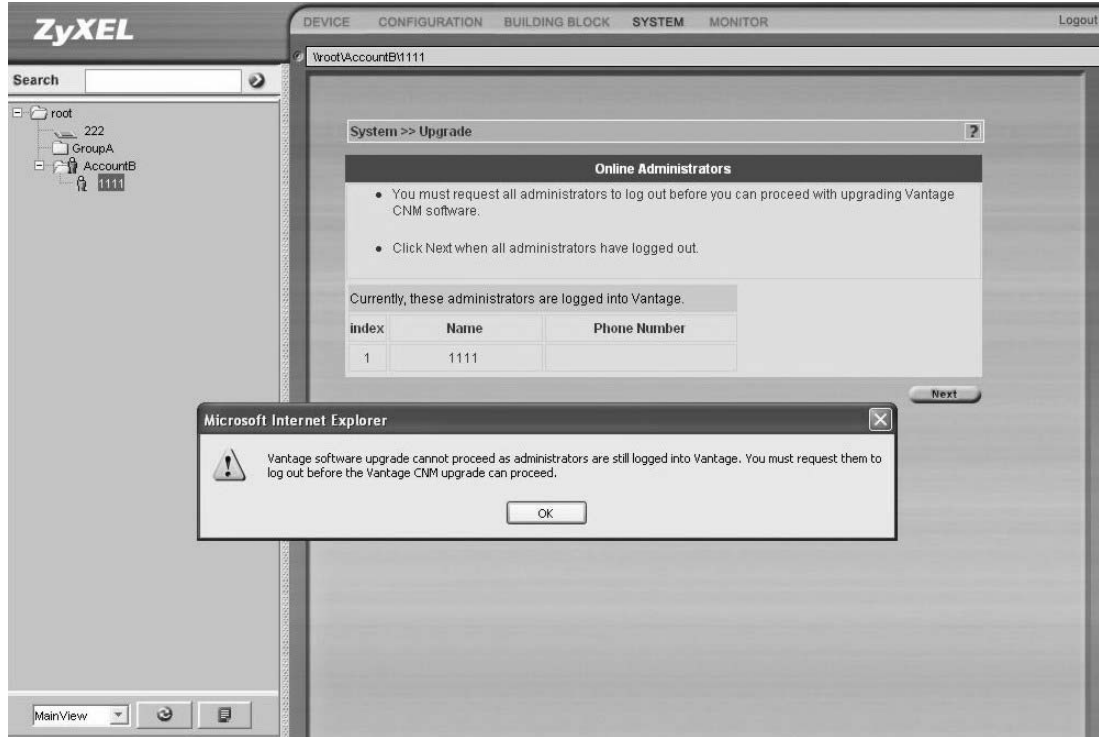 ZyXEL
DEVICE CONFIGURATION BUILDING BLOCK SYSTEM MONITOR Logout
\\root\AccountB\1111
Search
root
222
GroupA
AccountB
1111
System >> Upgrade ?
Online Administrators
• You must request all administrators to log out before you can proceed with upgrading Vantage
CNM software.
• Click Next when all administrators have logged out.
Currently, these administrators are logged into Vantage.
index Name Phone Number
1 1111
Next
Microsoft Internet Explorer
Vantage software upgrade cannot proceed as administrators are still logged into Vantage. You must request them to
log out before the Vantage CNM upgrade can proceed.
OK
MainView